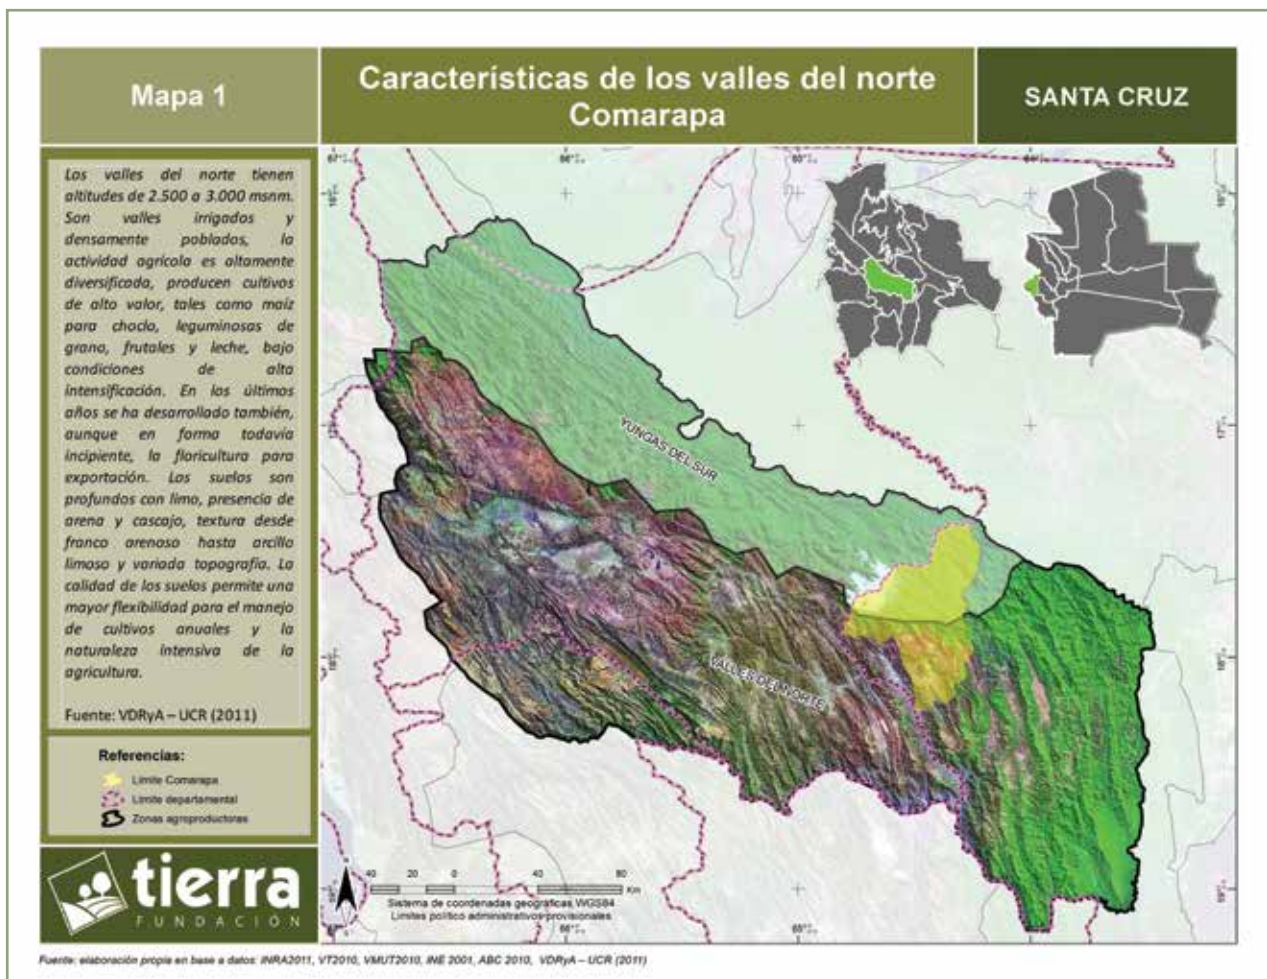 Mapa 1
Características de los valles del norte
Comarapa
SANTA CRUZ
Los valles del norte tienen
altitudes de 2.500 a 3.000 msnm.
Son valles irrigados y
densamente poblados, la
actividad agrícola es altamente
diversificada, producen cultivos
de alto valor, tales como maíz
para choclo, leguminosas de
grano, frutales y leche, bajo
condiciones de alta
intensificación. En los últimos
años se ha desarrollado también,
aunque en forma todavía
incipiente, la floricultura para
exportación. Los suelos son
profundos con limo, presencia de
arena y cascajo, textura desde
franco arenoso hasta arcillo
limoso y variada topografía. La
calidad de los suelos permite una
mayor flexibilidad para el manejo
de cultivos anuales y la
naturaleza intensiva de la
agricultura.
Fuente: VDRyA – UCR (2011)
Referencias:
Límite Comarapa
Límite departamental
Zonas agroproductoras
tierra
FUNDACIÓN
YUNGAS DEL SUR
VALLES DEL NORTE
40 20 0 40 80
Km
Sistema de coordenadas geográficas WGS84
Límites político administrativos provisionales
Fuente: elaboración propia en base a datos: INRA2011, VT2010, VMUT2010, INE 2001, ABC 2010, VDRyA – UCR (2011)